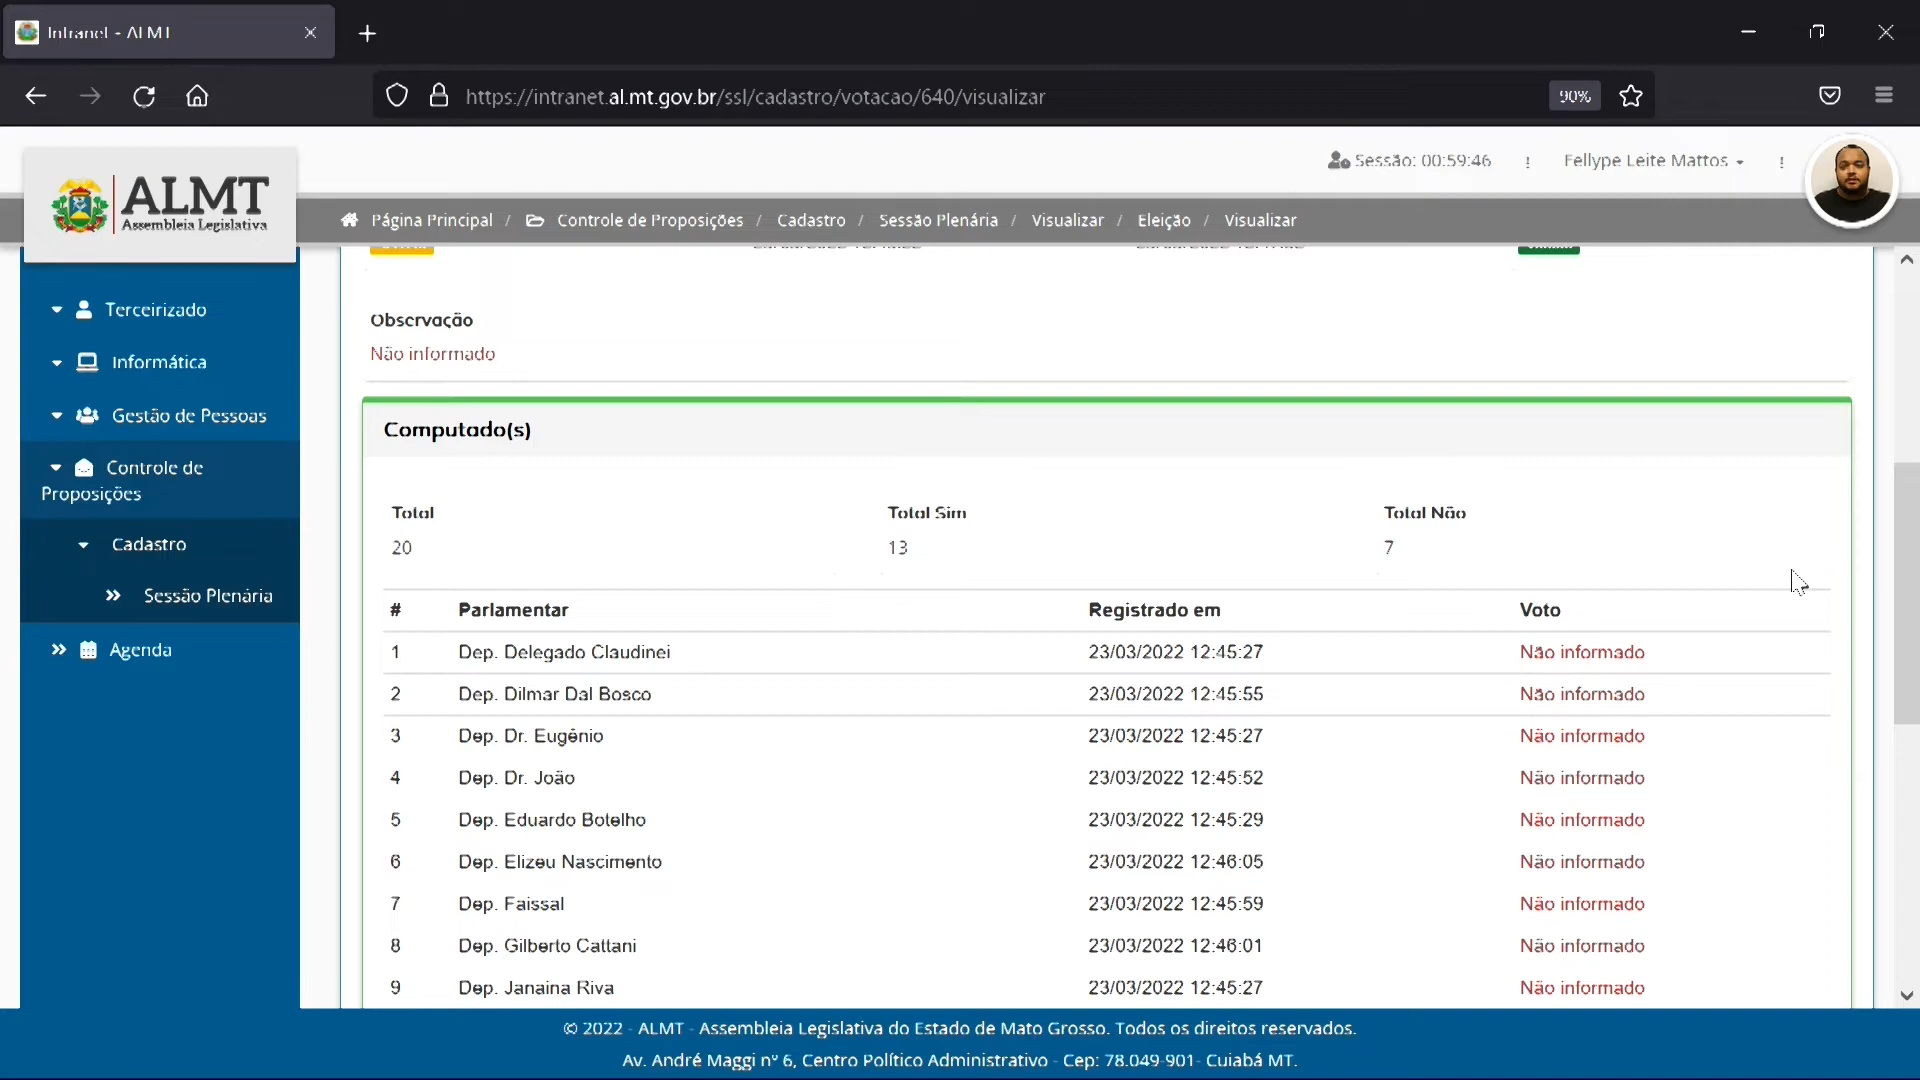 Intranet - ALMT
https://intranet.al.mt.gov.br/ssl/cadastro/votacao/640/visualizar
90%
Sessão: 00:59:46
Fellype Leite Mattos
ALMT
Assembleia Legislativa
Página Principal / Controle de Proposições / Cadastro / Sessão Plenária / Visualizar / Eleição / Visualizar
Terceirizado
Informática
Gestão de Pessoas
Controle de
Proposições
Cadastro
Sessão Plenária
Agenda
Observação
Não informado
Computado(s)
Total Total Sim Total Não
20 13 7
# Parlamentar Registrado em Voto
1 Dep. Delegado Claudinei 23/03/2022 12:45:27 Não informado
2 Dep. Dilmar Dal Bosco 23/03/2022 12:45:55 Não informado
3 Dep. Dr. Eugênio 23/03/2022 12:45:27 Não informado
4 Dep. Dr. João 23/03/2022 12:45:52 Não informado
5 Dep. Eduardo Botelho 23/03/2022 12:45:29 Não informado
6 Dep. Elizeu Nascimento 23/03/2022 12:46:05 Não informado
7 Dep. Faissal 23/03/2022 12:45:59 Não informado
8 Dep. Gilberto Cattani 23/03/2022 12:46:01 Não informado
9 Dep. Janaina Riva 23/03/2022 12:45:27 Não informado
© 2022 - ALMT - Assembleia Legislativa do Estado de Mato Grosso. Todos os direitos reservados.
Av. André Maggi nº 6, Centro Político Administrativo - Cep: 78.049-901- Cuiabá MT.